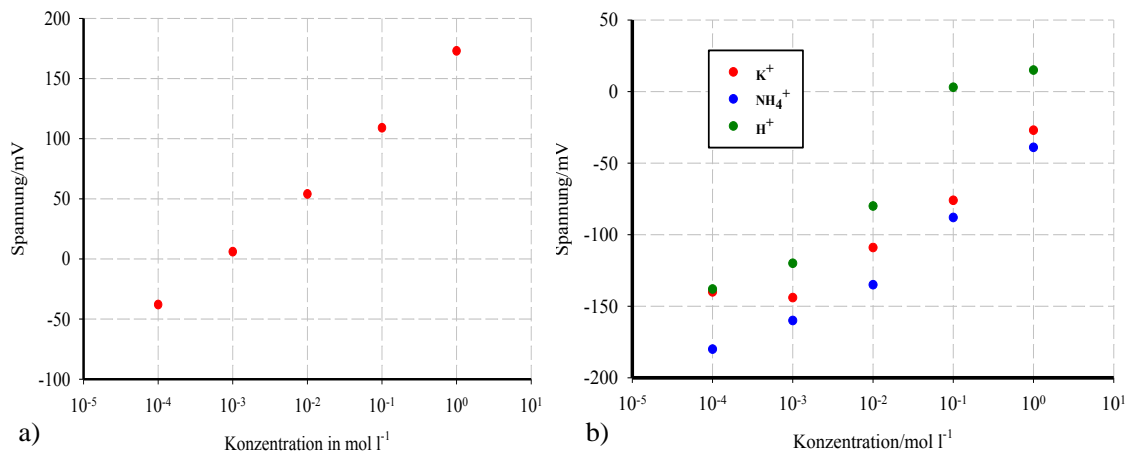 200
150
100
50
0
-50
-100
Spannung/mV
10⁻⁵ 10⁻⁴ 10⁻³ 10⁻² 10⁻¹ 10⁰ 10¹
Konzentration in mol l⁻¹
a)
50
0
-50
-100
-150
-200
Spannung/mV
K⁺
NH₄⁺
H⁺
10⁻⁵ 10⁻⁴ 10⁻³ 10⁻² 10⁻¹ 10⁰ 10¹
Konzentration/mol l⁻¹
b)